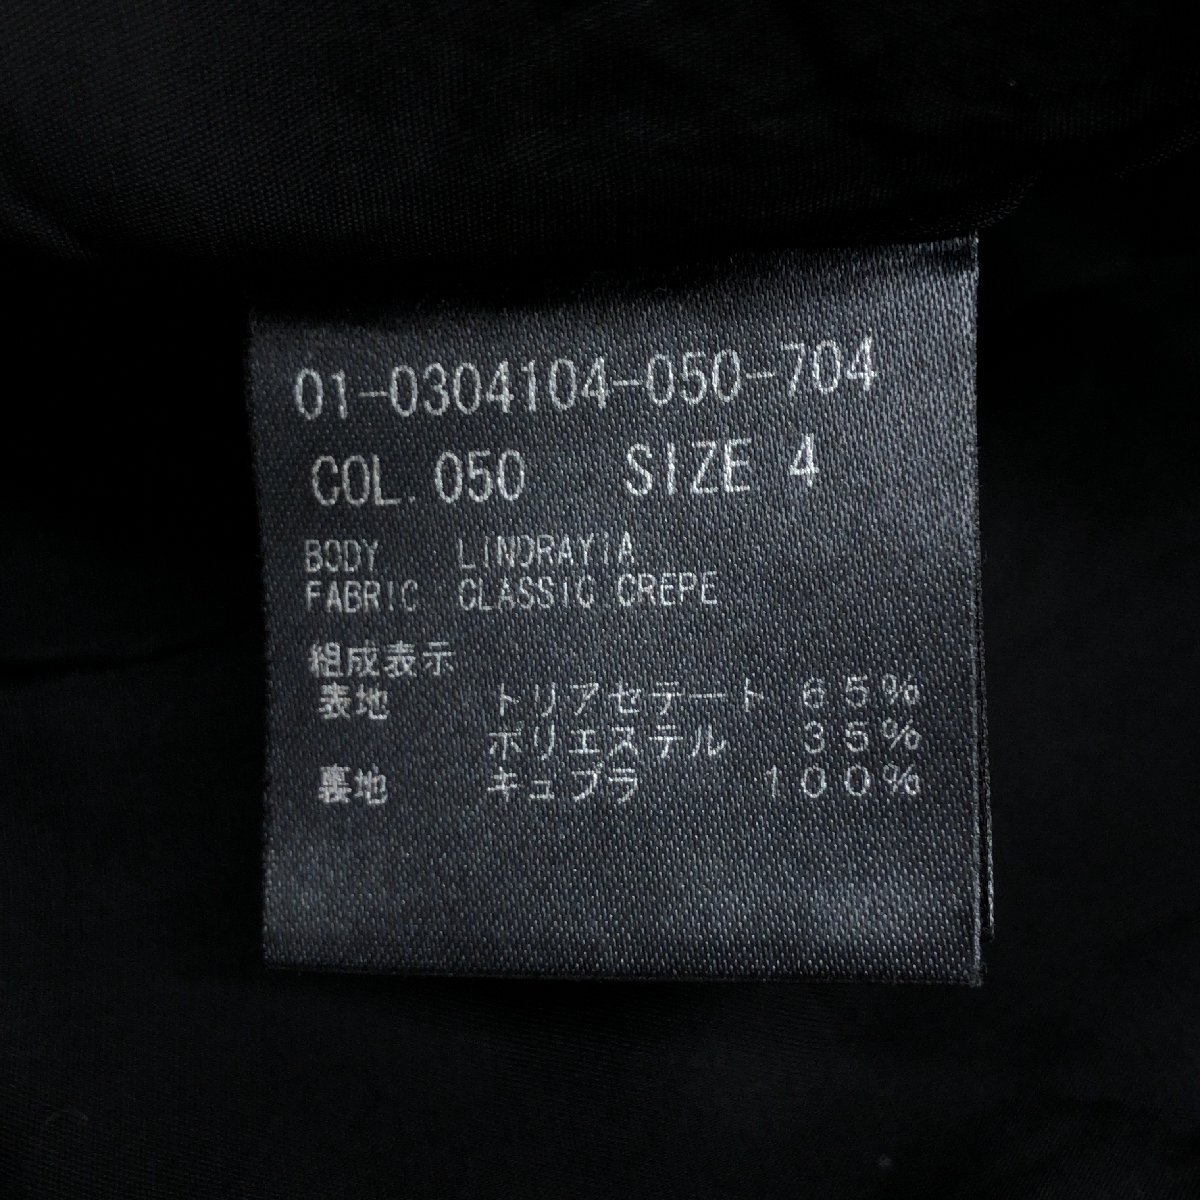 01-0304104-050-704
COL. 050 SIZE 4
BODY LINDRAYIA
FABRIC CLASSIC CREPE
組成表示
表地 トリアセテート 65%
ポリエステル 35%
裏地 キュプラ 100%